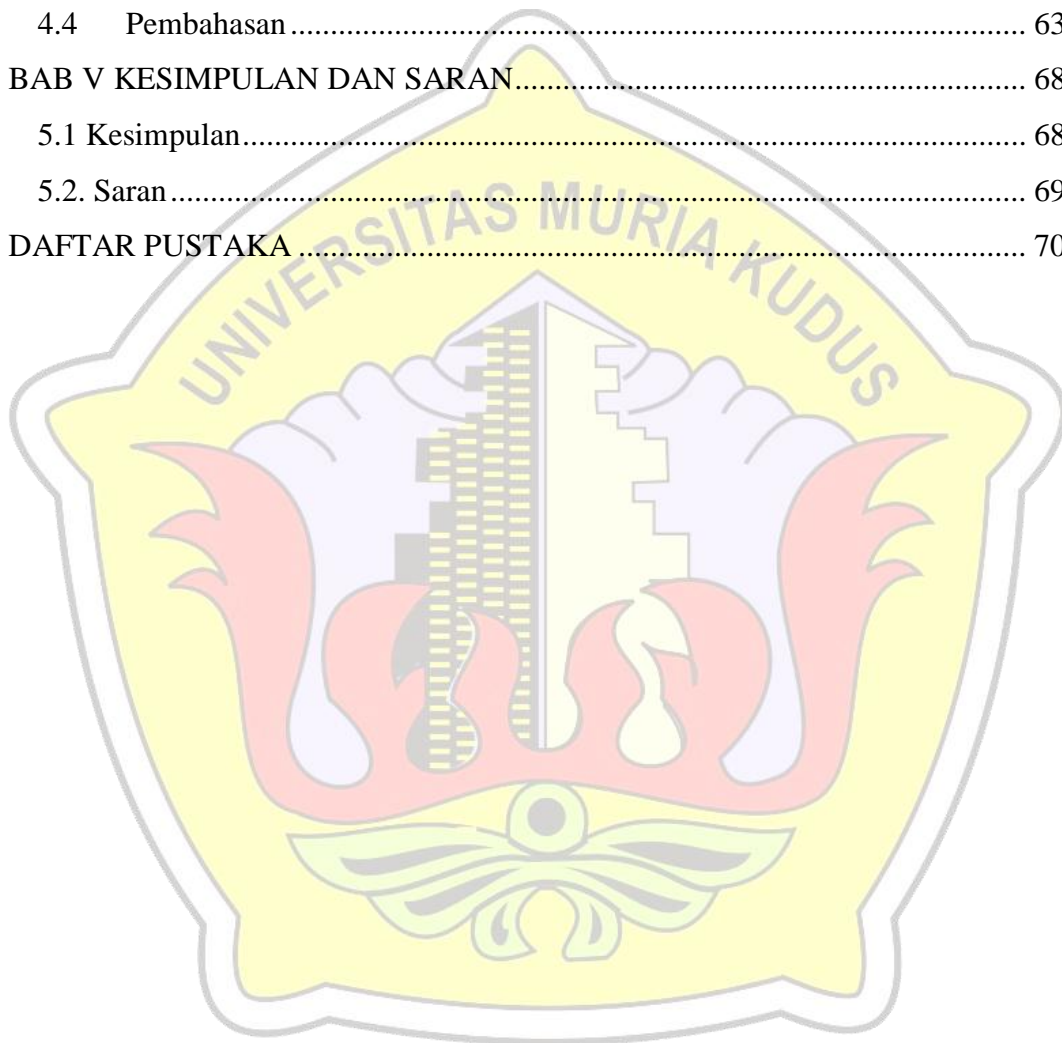 4.4 Pembahasan ........................................ 63
BAB V KESIMPULAN DAN SARAN ........................................ 68
5.1 Kesimpulan ........................................ 68
5.2. Saran ........................................ 69
DAFTAR PUSTAKA ........................................ 70
UNIVERSITAS MURIA KUDUS